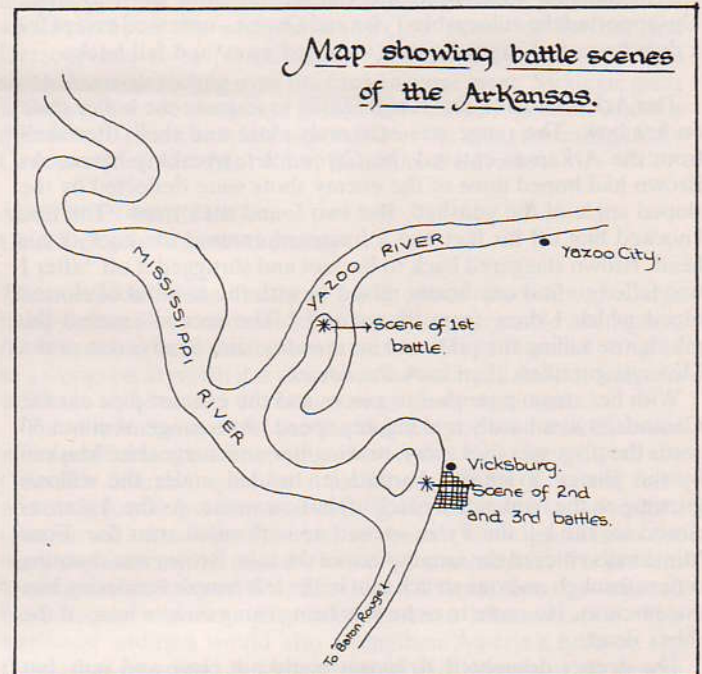 Map showing battle scenes
of the ArKansas.
MISSISSIPPI RIVER
YAZOO RIVER
Yazoo City.
Scene of 1st
battle.
Vicksburg.
Scene of 2nd
and 3rd battles.
To Baton Rouge